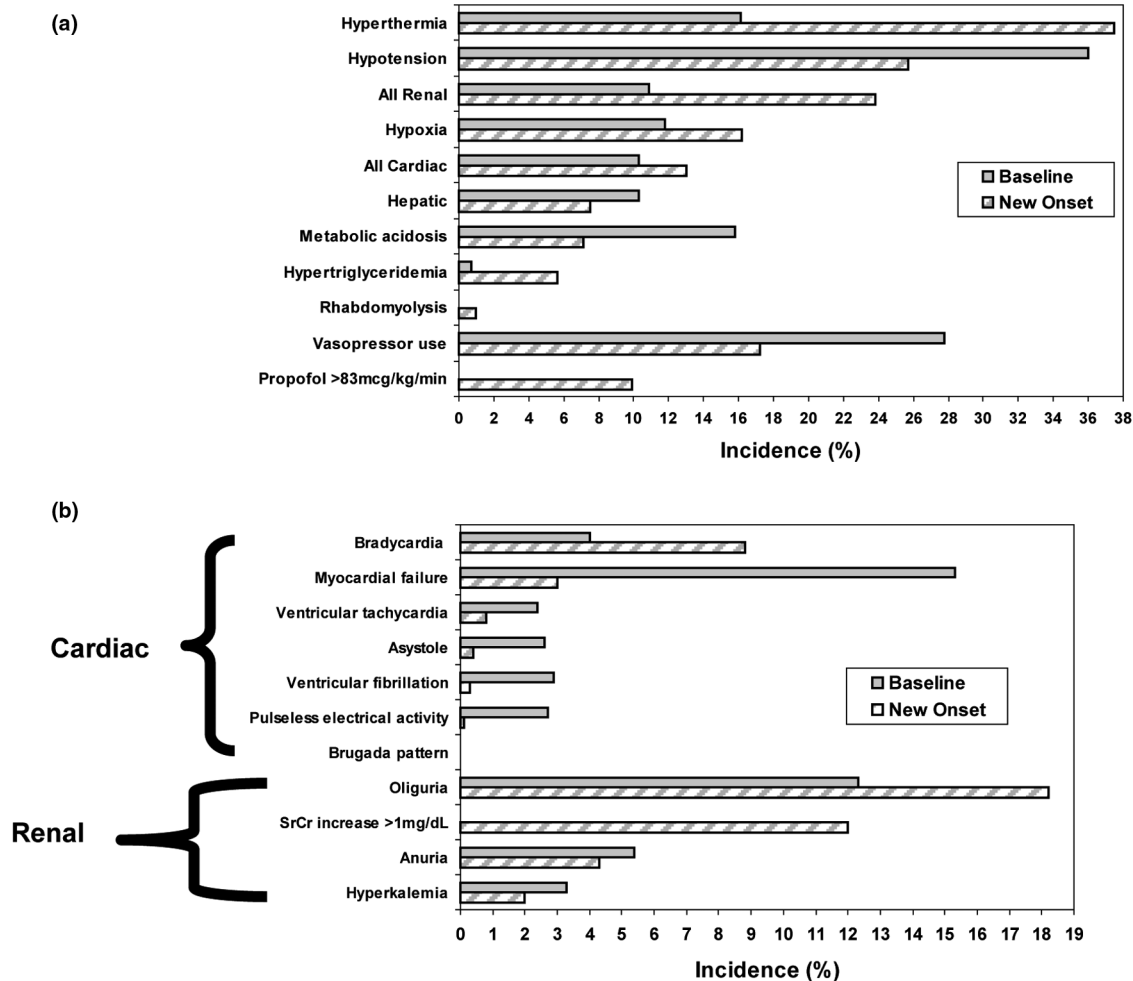 (a)
Hyperthermia
Hypotension
All Renal
Hypoxia
All Cardiac
Hepatic
Metabolic acidosis
Hypertriglyceridemia
Rhabdomyolysis
Vasopressor use
Propofol >83mcg/kg/min
Baseline
New Onset
0 2 4 6 8 10 12 14 16 18 20 22 24 26 28 30 32 34 36 38
Incidence (%)
(b)
Cardiac
Bradycardia
Myocardial failure
Ventricular tachycardia
Asystole
Ventricular fibrillation
Pulseless electrical activity
Brugada pattern
Renal
Oliguria
SrCr increase >1mg/dL
Anuria
Hyperkalemia
Baseline
New Onset
0 1 2 3 4 5 6 7 8 9 10 11 12 13 14 15 16 17 18 19
Incidence (%)